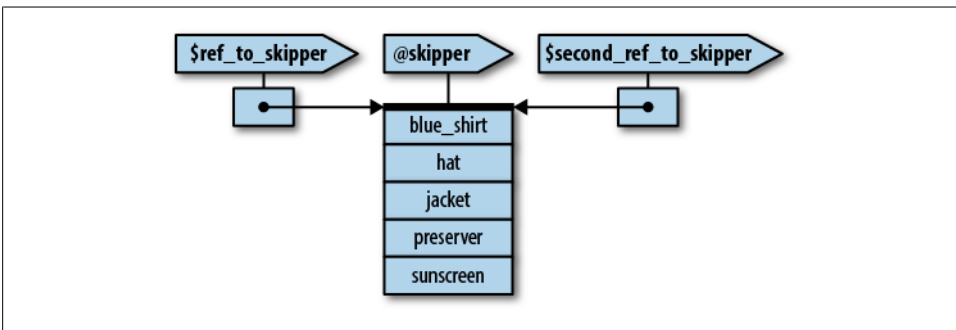 $ref_to_skipper
@skipper
$second_ref_to_skipper
blue_shirt
hat
jacket
preserver
sunscreen